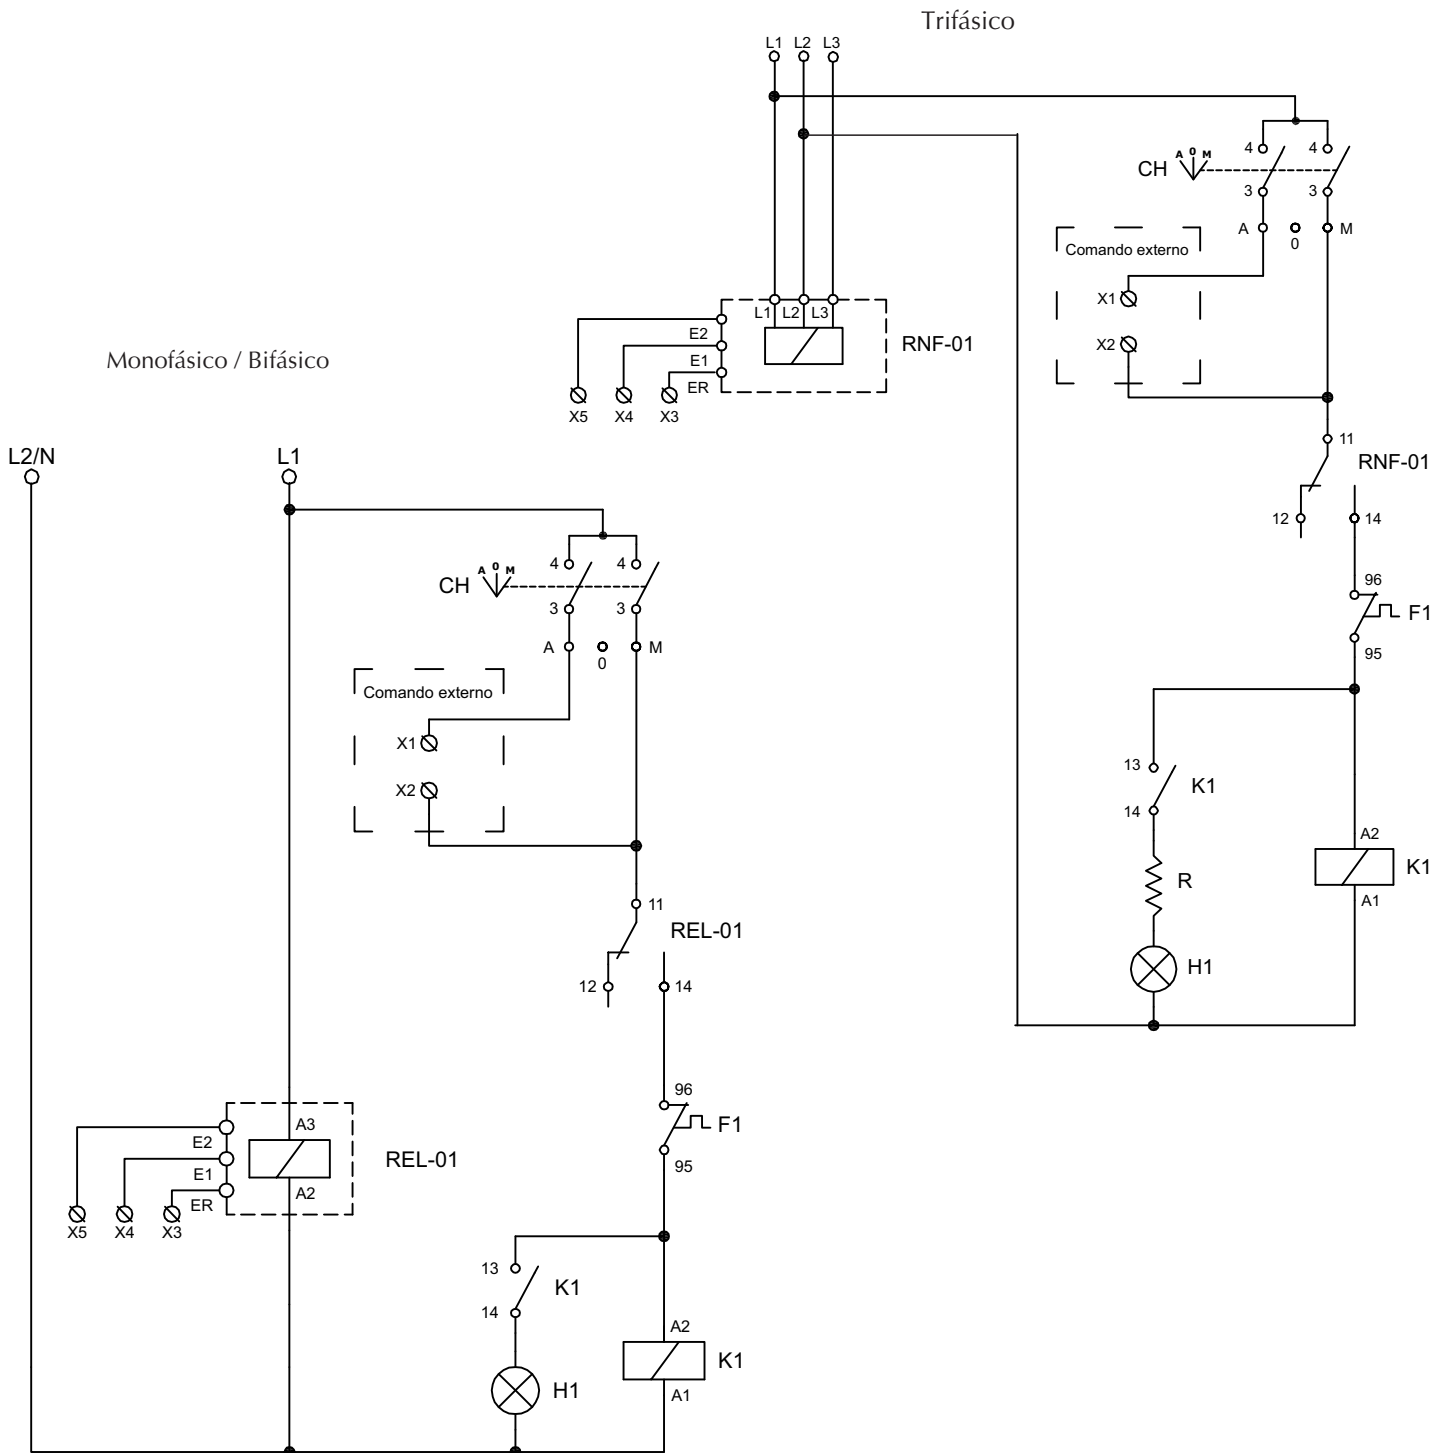 Trifásico
L1 L2 L3
4 4
CH A 0 M
3 3
A 0 M
Comando externo
X1
X2
L1 L2 L3
E2
E1
ER
RNF-01
X5 X4 X3
11
RNF-01
12 14
96
F1
95
13
K1
14
A2
R
K1
A1
H1
Monofásico / Bifásico
L2/N L1
4 4
CH A 0 M
3 3
A 0 M
Comando externo
X1
X2
11
REL-01
12 14
96
F1
95
A3
E2
REL-01
E1
A2
ER
X5 X4 X3
13
K1
14
A2
K1
H1
A1